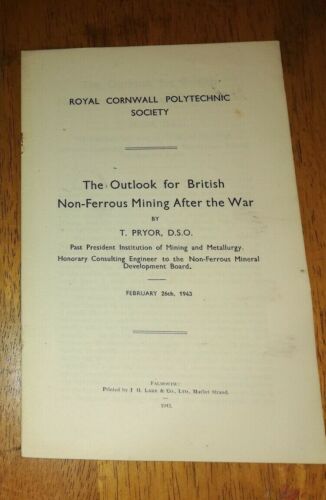 ROYAL CORNWALL POLYTECHNIC
SOCIETY
The Outlook for British
Non-Ferrous Mining After the War
BY
T. PRYOR, D.S.O.
Past President Institution of Mining and Metallurgy.
Honorary Consulting Engineer to the Non-Ferrous Mineral
Development Board.
FEBRUARY 26th, 1943
FALMOUTH:
Printed by J. H. LAKE & Co., LTD., Market Strand.
1943.